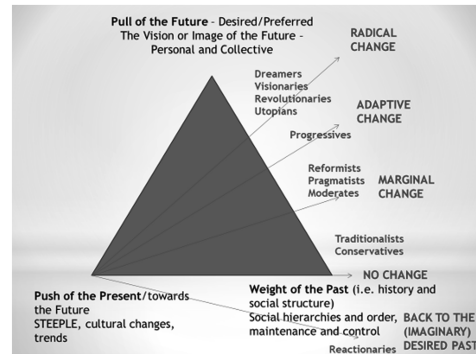 Pull of the Future - Desired/Preferred
The Vision or Image of the Future -
Personal and Collective
RADICAL
CHANGE
Dreamers
Visionaries
Revolutionaries
Utopians
ADAPTIVE
CHANGE
Progressives
Reformists
Pragmatists
Moderates
MARGINAL
CHANGE
Traditionalists
Conservatives
NO CHANGE
Push of the Present/towards
the Future
STEEPLE, cultural changes,
trends
Weight of the Past (i.e. history and
social structure)
Social hierarchies and order,
maintenance and control
BACK TO THE
(IMAGINARY)
DESIRED PAST
Reactionaries